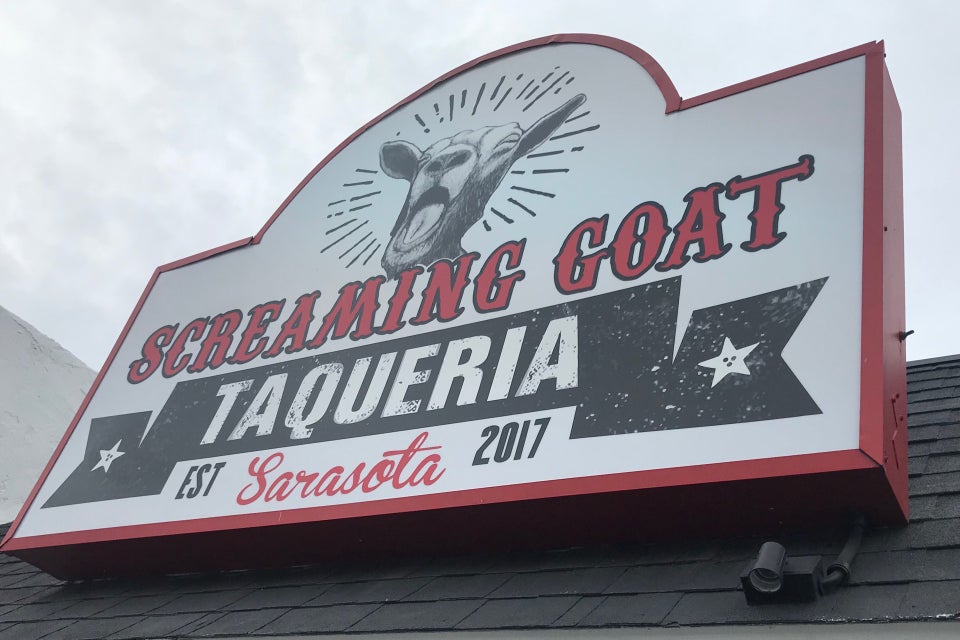 SCREAMING GOAT
TAQUERIA
EST Sarasota 2017